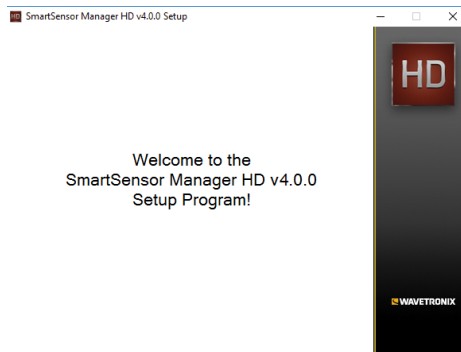 HD SmartSensor Manager HD v4.0.0 Setup
HD
Welcome to the
SmartSensor Manager HD v4.0.0
Setup Program!
WAVETRONIX